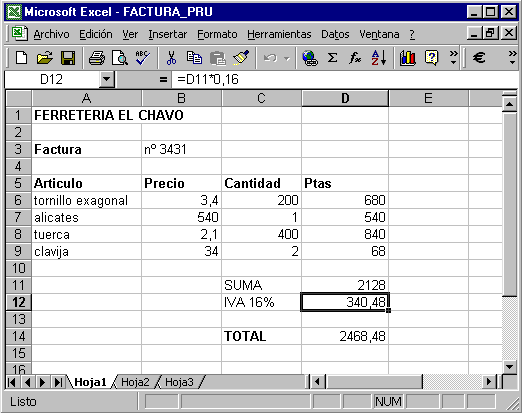 Microsoft Excel - FACTURA_PRU
Archivo Edición Ver Insertar Formato Herramientas Datos Ventana ?
D12 = =D11*0,16
A B C D E
1 FERRETERIA EL CHAVO
2
3 Factura nº 3431
4
5 Articulo Precio Cantidad Ptas
6 tornillo exagonal 3,4 200 680
7 alicates 540 1 540
8 tuerca 2,1 400 840
9 clavija 34 2 68
10
11 SUMA 2128
12 IVA 16% 340,48
13
14 TOTAL 2468,48
15
16
Hoja1 Hoja2 Hoja3
Listo NUM